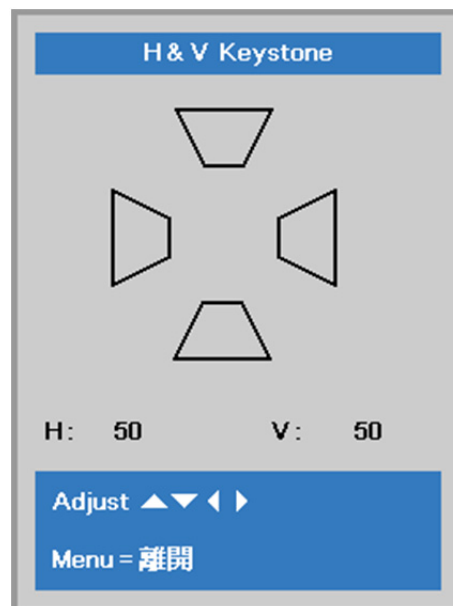 H & V Keystone
H : 50 V : 50
Adjust ▲▼◀▶
Menu = 離開